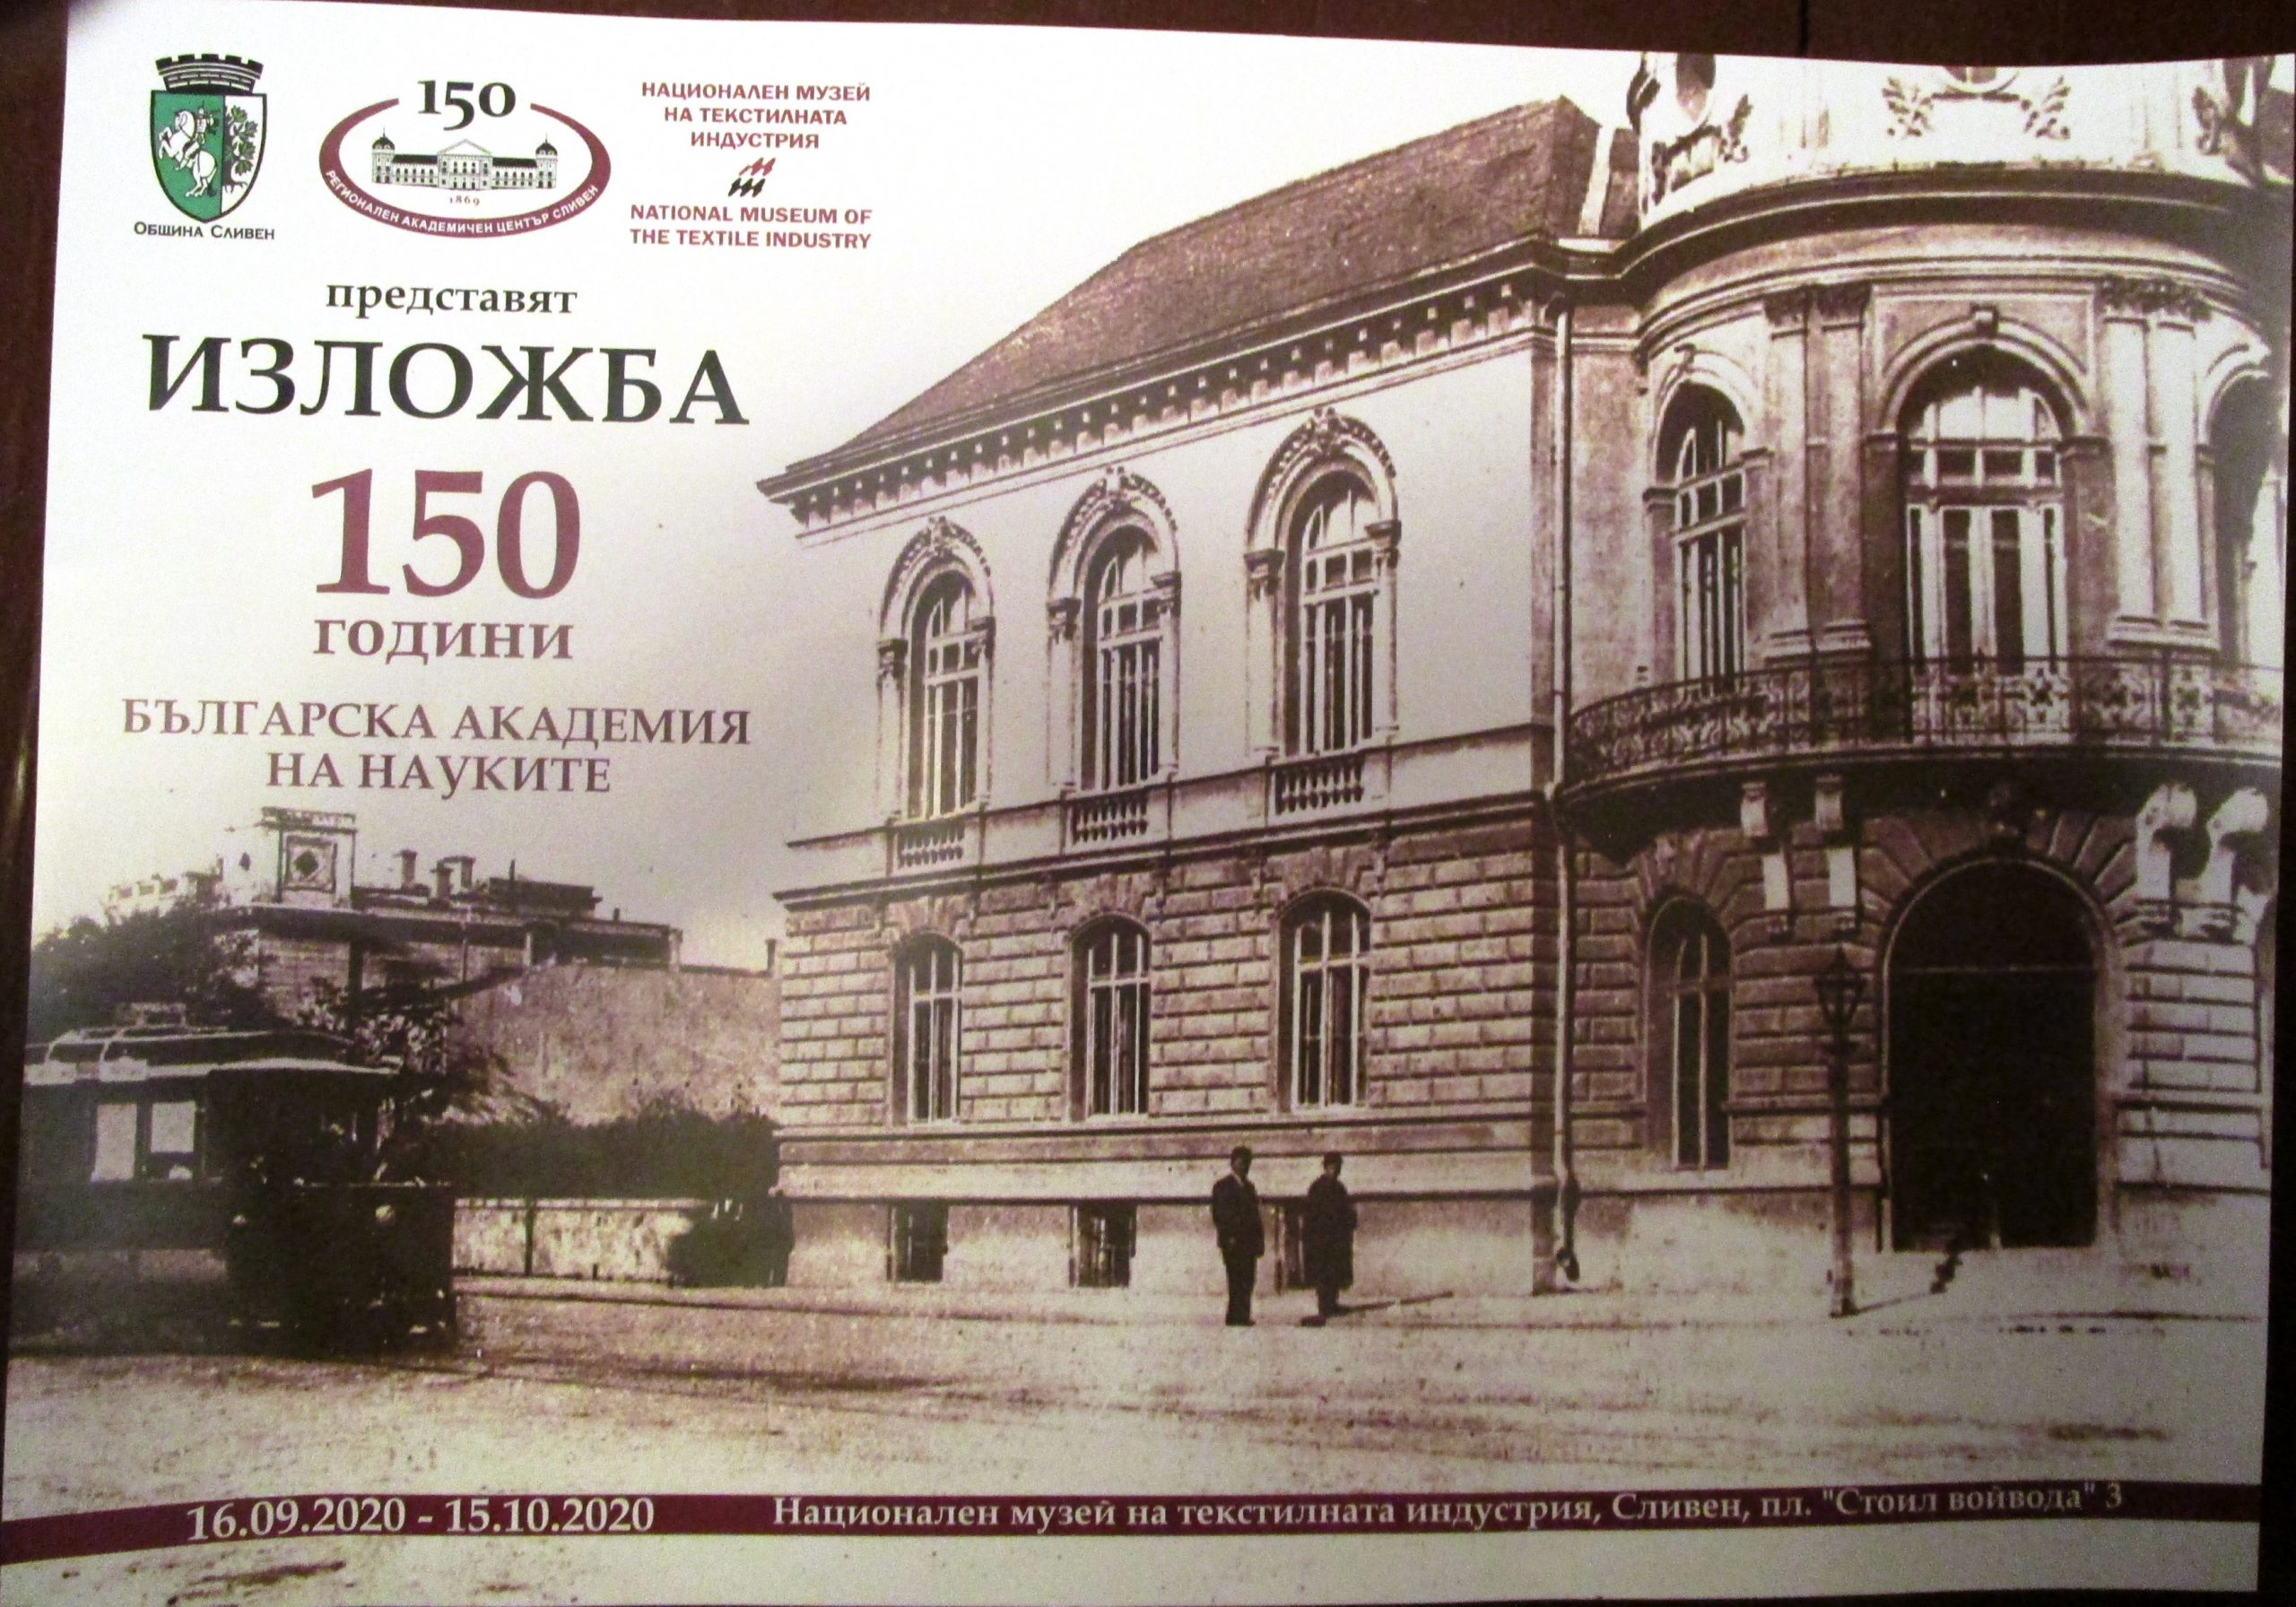 ОБЩИНА СЛИВЕН
150
1869
РЕГИОНАЛЕН АКАДЕМИЧЕН ЦЕНТЪР СЛИВЕН
НАЦИОНАЛЕН МУЗЕЙ
НА ТЕКСТИЛНАТА
ИНДУСТРИЯ
NATIONAL MUSEUM OF
THE TEXTILE INDUSTRY
представят
ИЗЛОЖБА
150
години
БЪЛГАРСКА АКАДЕМИЯ
НА НАУКИТЕ
16.09.2020 - 15.10.2020
Национален музей на текстилната индустрия, Сливен, пл. "Стоил войвода" 3